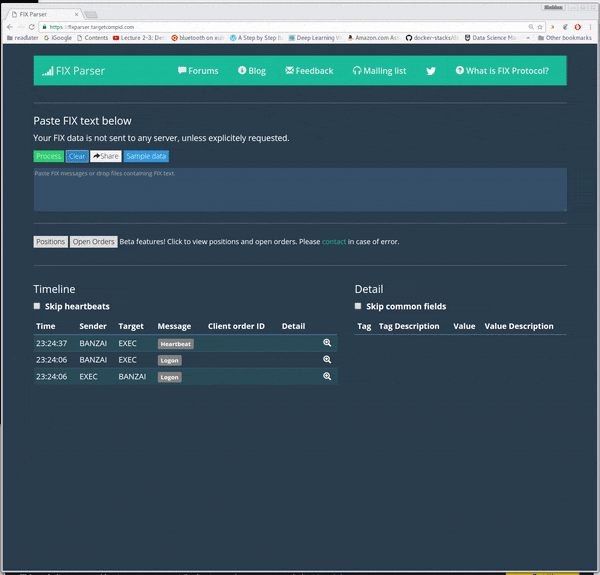 FIX Parser
https://fixparser.targetcompid.com
readlater iGoogle Contents Lecture 2-3: De bluetooth on xu A Step by Step Deep Learning Amazon.com docker-stacks Data Science Other bookmarks
FIX Parser Forums Blog Feedback Mailing list What is FIX Protocol?
Paste FIX text below
Your FIX data is not sent to any server, unless explicitely requested.
Process Clear Share Sample data
Paste FIX messages or drop files containing FIX text.
Positions Open Orders Beta features! Click to view positions and open orders. Please contact in case of error.
Timeline Detail
Skip heartbeats Skip common fields
Time Sender Target Message Client order ID Detail Tag Tag Description Value Value Description
23:24:37 BANZAI EXEC Heartbeat
23:24:06 BANZAI EXEC Logon
23:24:06 EXEC BANZAI Logon